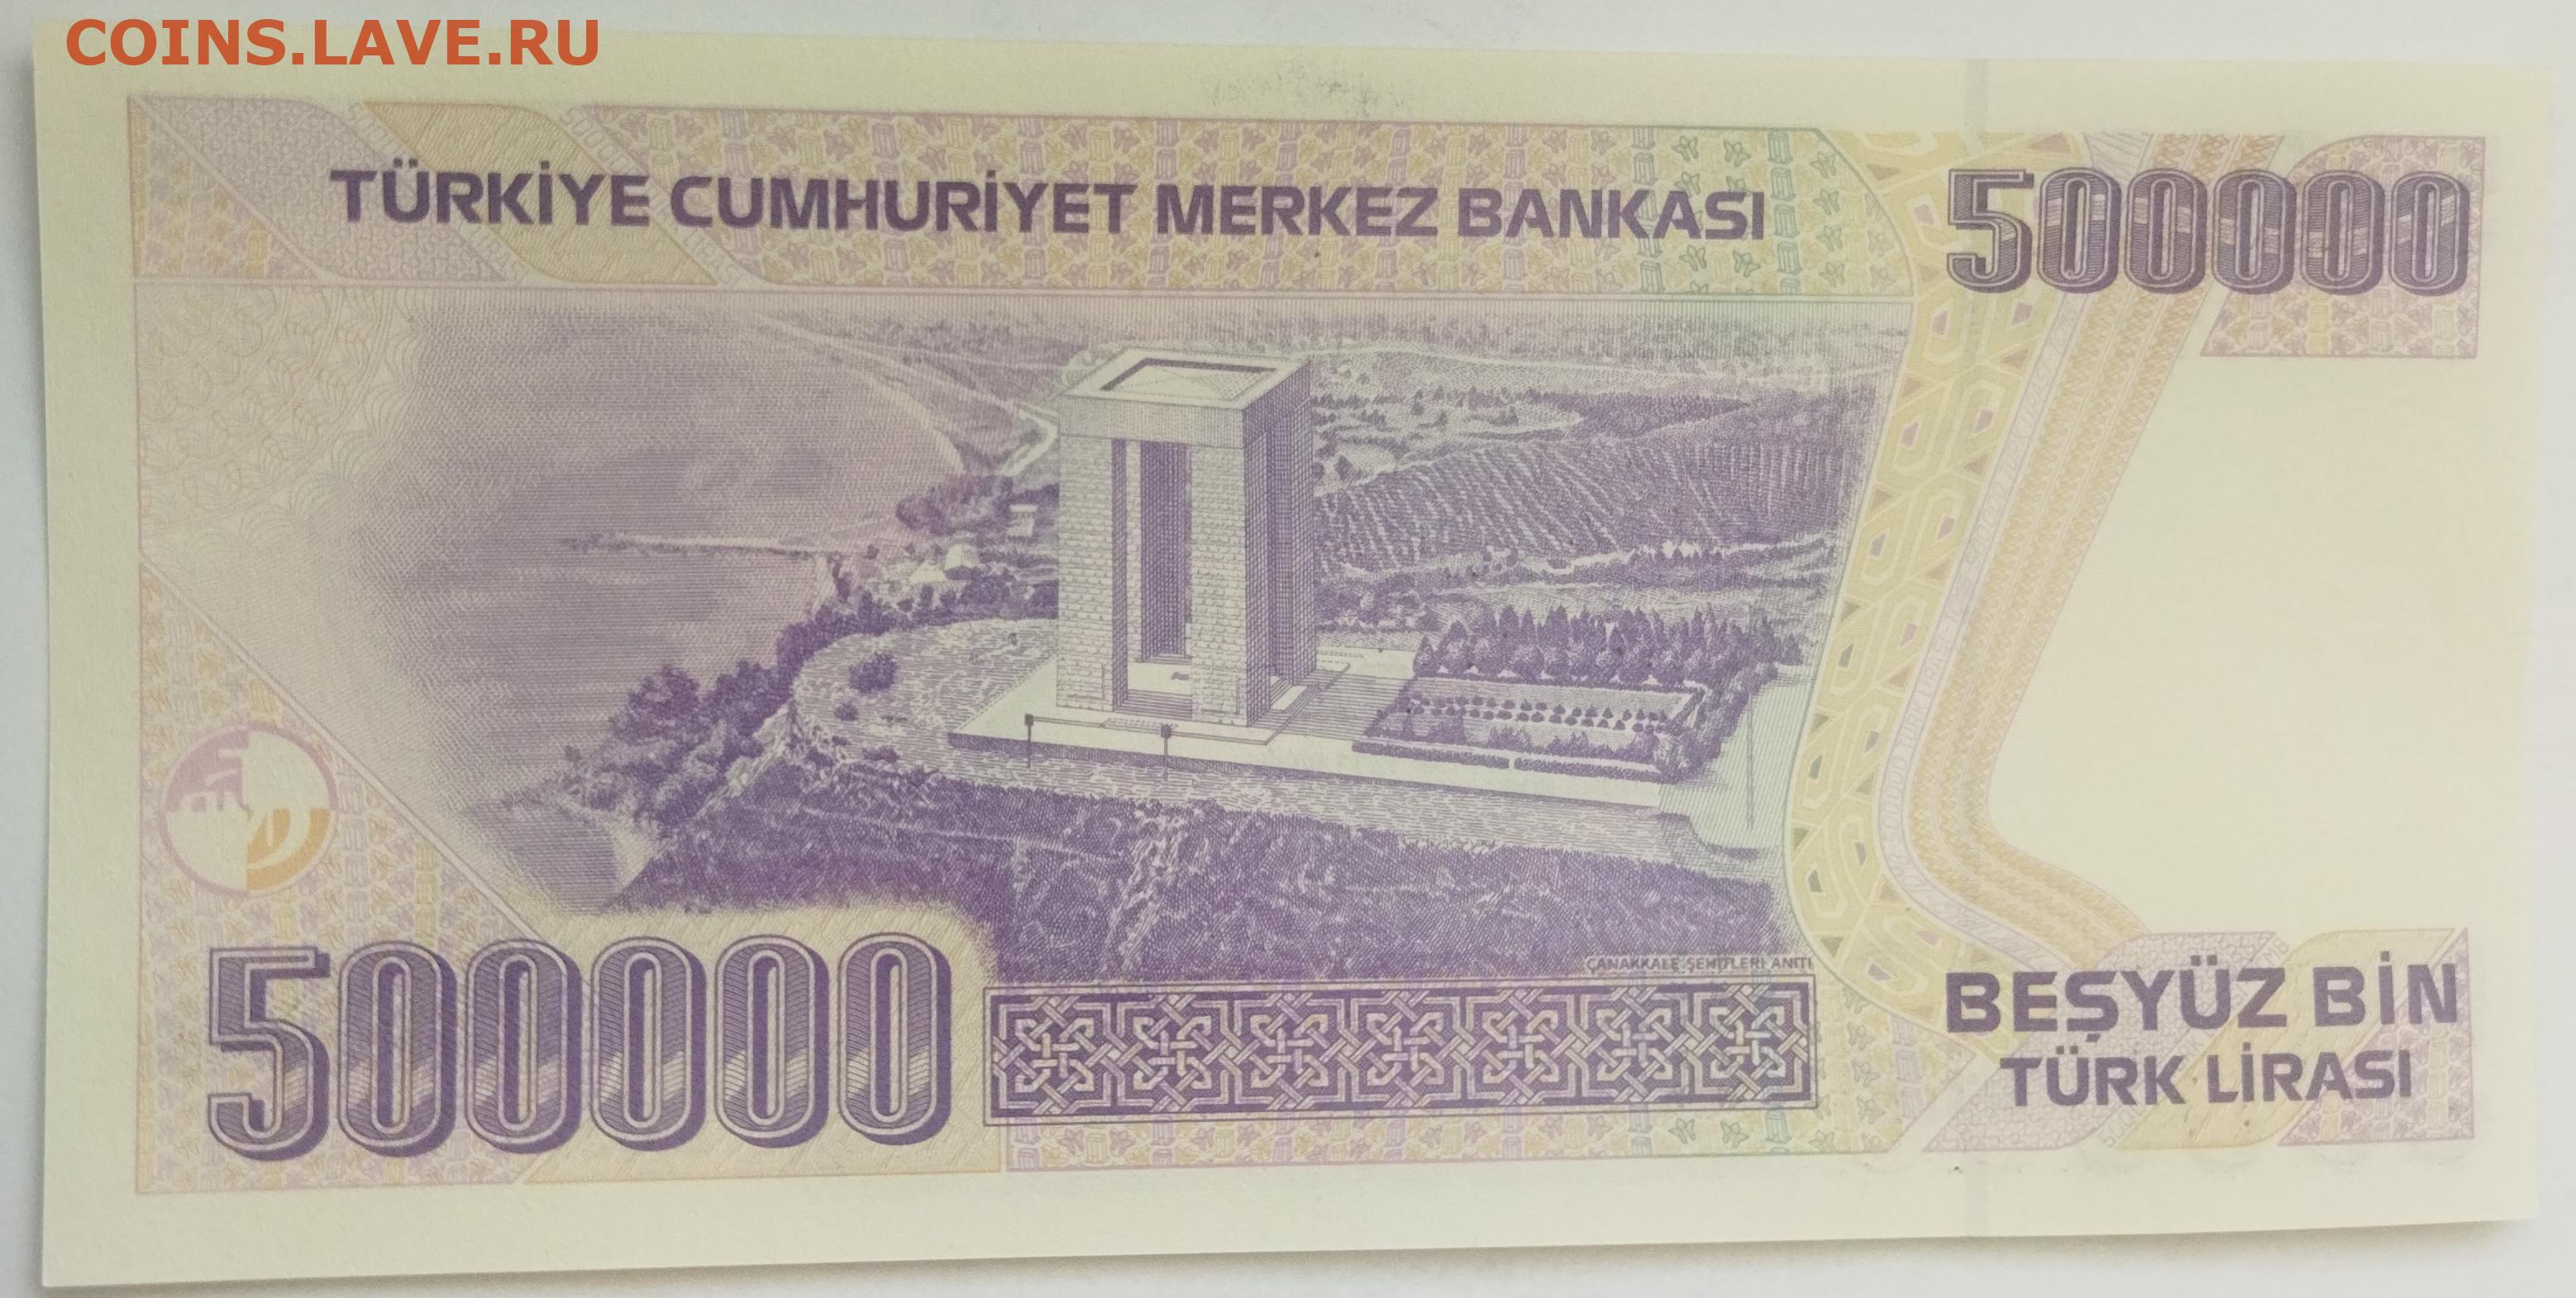 COINS.LAVE.RU
TÜRKİYE CUMHURİYET MERKEZ BANKASI
500000
ÇANAKKALE ŞEHİTLERİ ANITI
500000
BEŞYÜZ BİN
TÜRK LİRASI